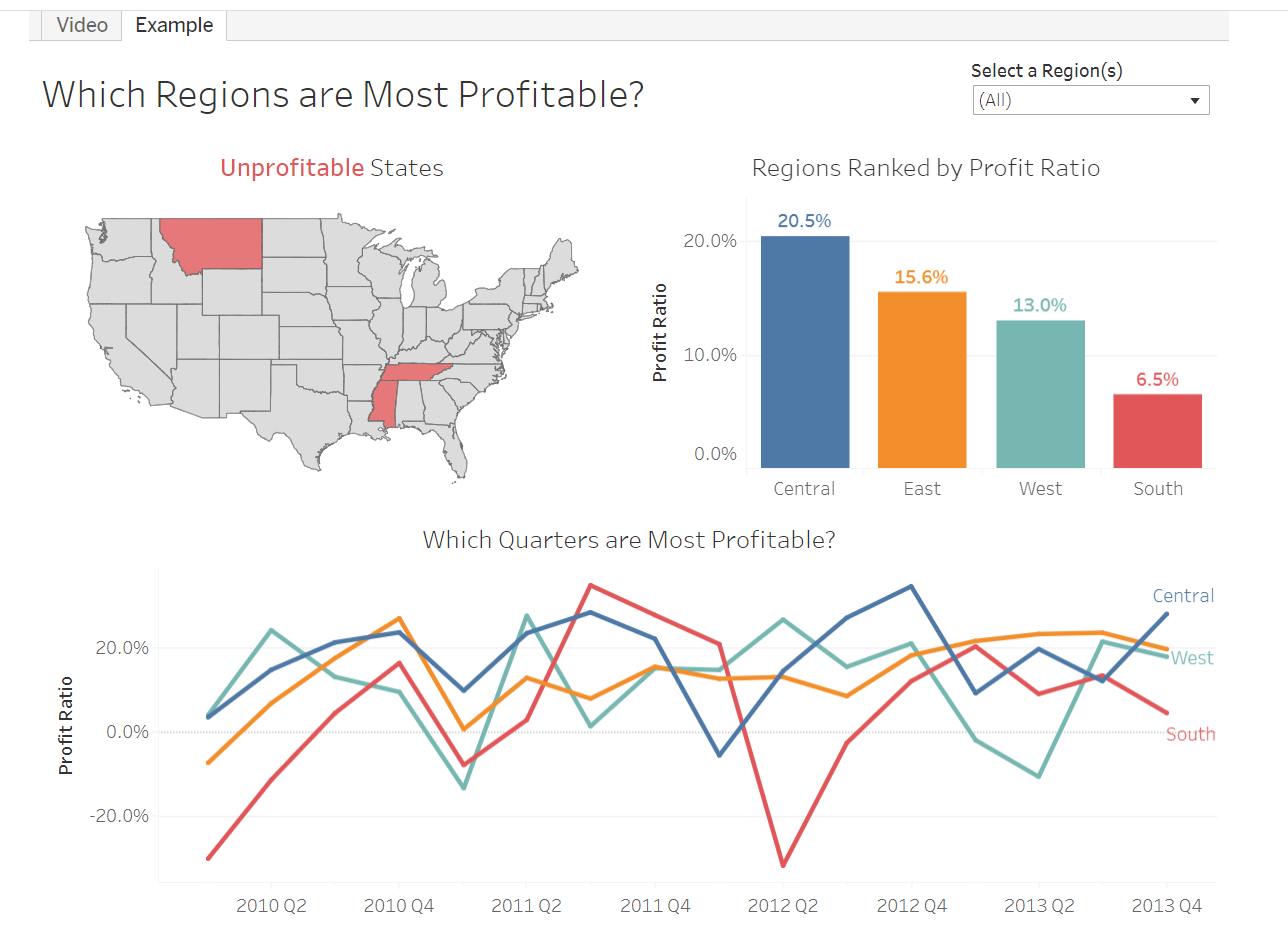 Video Example
Which Regions are Most Profitable?
Select a Region(s)
(All)
Unprofitable States
Regions Ranked by Profit Ratio
Profit Ratio
20.0%
10.0%
0.0%
20.5%
15.6%
13.0%
6.5%
Central East West South
Which Quarters are Most Profitable?
Profit Ratio
20.0%
0.0%
-20.0%
Central
West
South
2010 Q2 2010 Q4 2011 Q2 2011 Q4 2012 Q2 2012 Q4 2013 Q2 2013 Q4